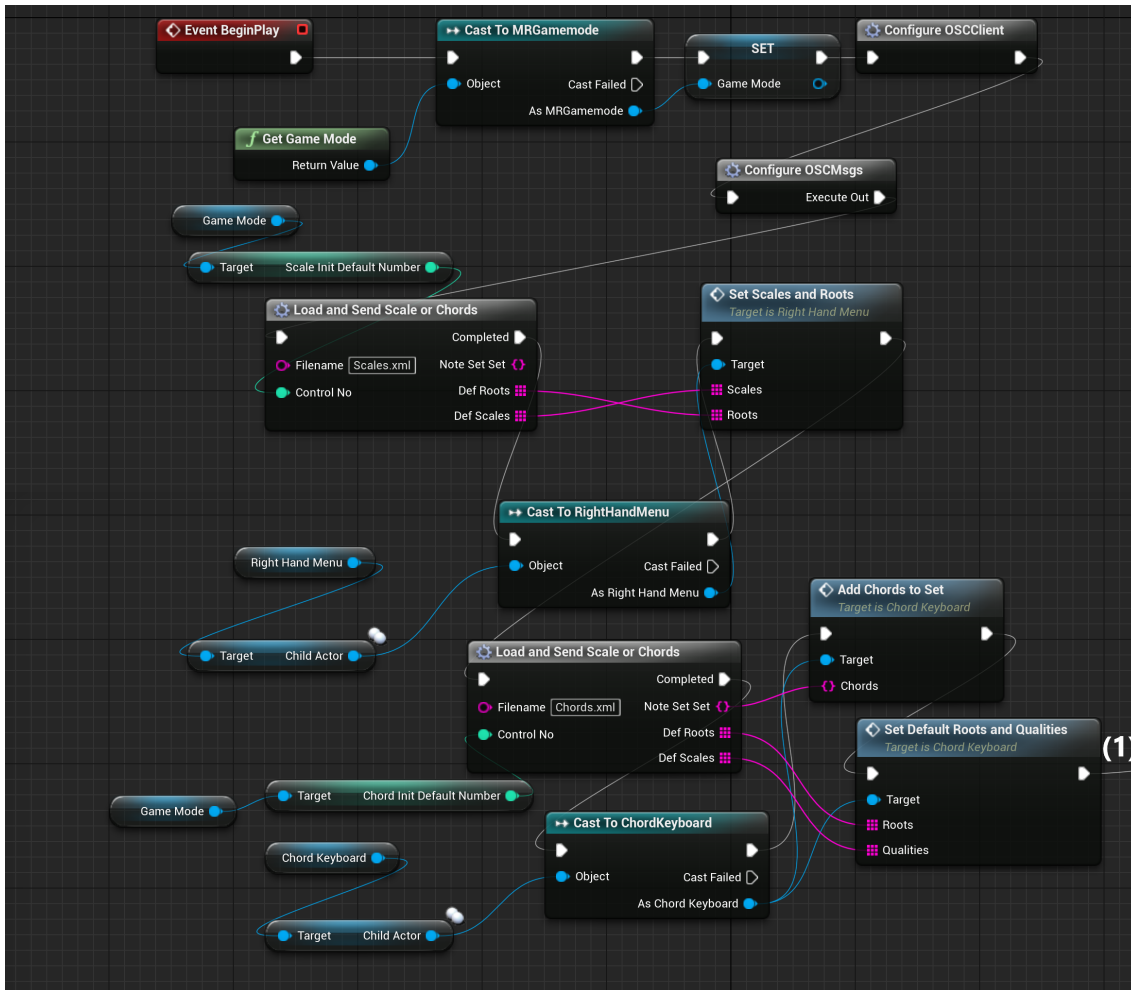 Event BeginPlay
Cast To MRGamemode
Object
Cast Failed
As MRGamemode
SET
Game Mode
Configure OSCClient
Get Game Mode
Return Value
Configure OSCMsgs
Execute Out
Game Mode
Target
Scale Init Default Number
Load and Send Scale or Chords
Completed
Filename Scales.xml
Note Set Set
Control No
Def Roots
Def Scales
Set Scales and Roots
Target is Right Hand Menu
Target
Scales
Roots
Cast To RightHandMenu
Object
Cast Failed
As Right Hand Menu
Right Hand Menu
Target
Child Actor
Load and Send Scale or Chords
Completed
Filename Chords.xml
Note Set Set
Control No
Def Roots
Def Scales
Add Chords to Set
Target is Chord Keyboard
Target
Chords
Set Default Roots and Qualities
Target is Chord Keyboard
Target
Roots
Qualities
(1)
Game Mode
Target
Chord Init Default Number
Cast To ChordKeyboard
Object
Cast Failed
As Chord Keyboard
Chord Keyboard
Target
Child Actor